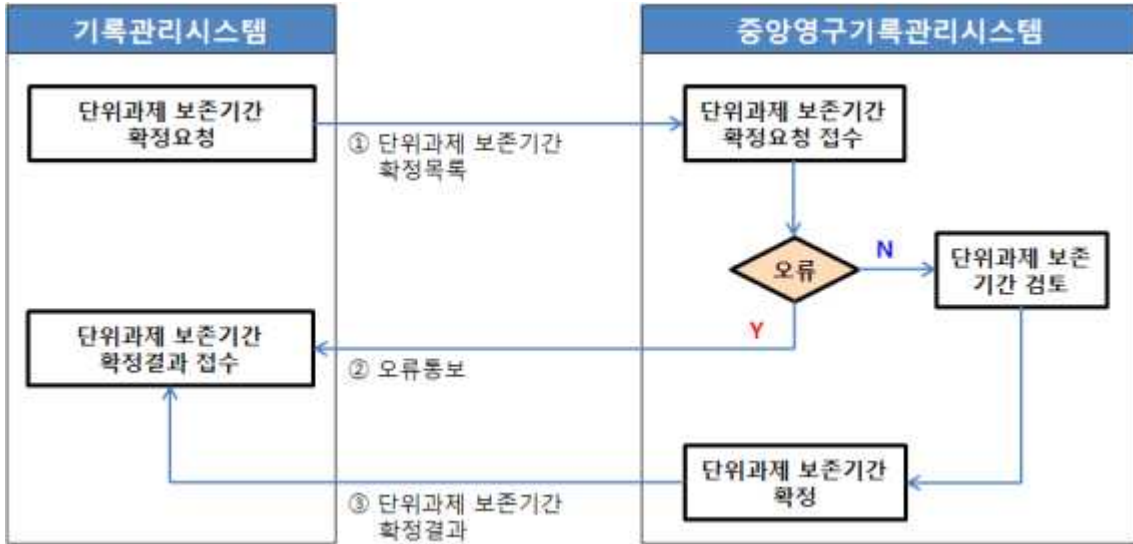 기록관리시스템
중앙영구기록관리시스템
단위과제 보존기간
확정요청
① 단위과제 보존기간
확정목록
단위과제 보존기간
확정요청 접수
오류
N
단위과제 보존
기간 검토
Y
단위과제 보존기간
확정결과 접수
② 오류통보
단위과제 보존기간
확정
③ 단위과제 보존기간
확정결과